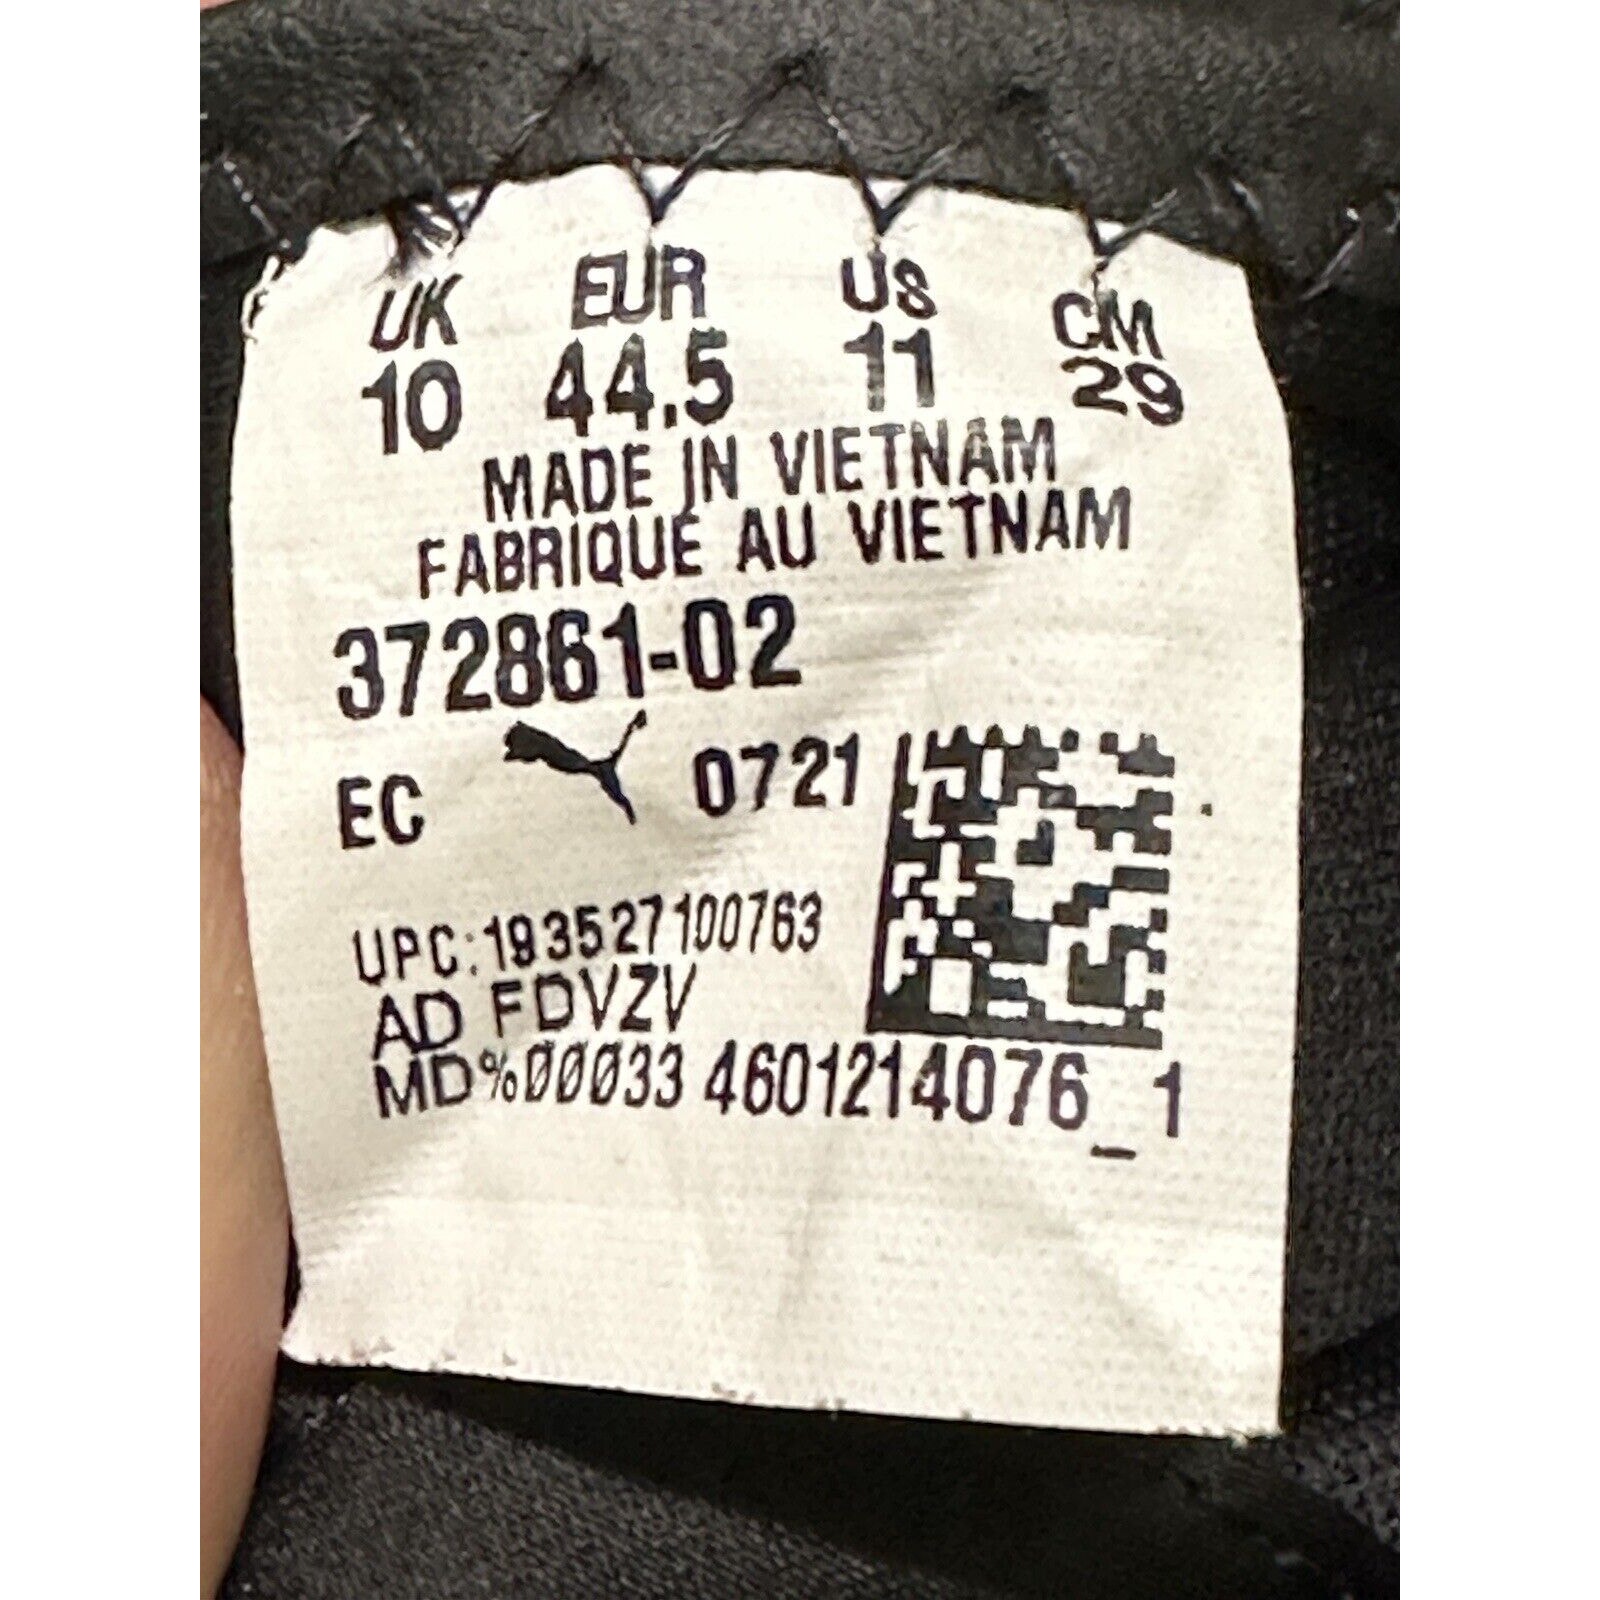 UK EUR US CM
10 44.5 11 29
MADE IN VIETNAM
FABRIQUÉ AU VIETNAM
372861-02
EC 0721
UPC:193527100763
AD FDVZV
MD%00033 4601214076_1